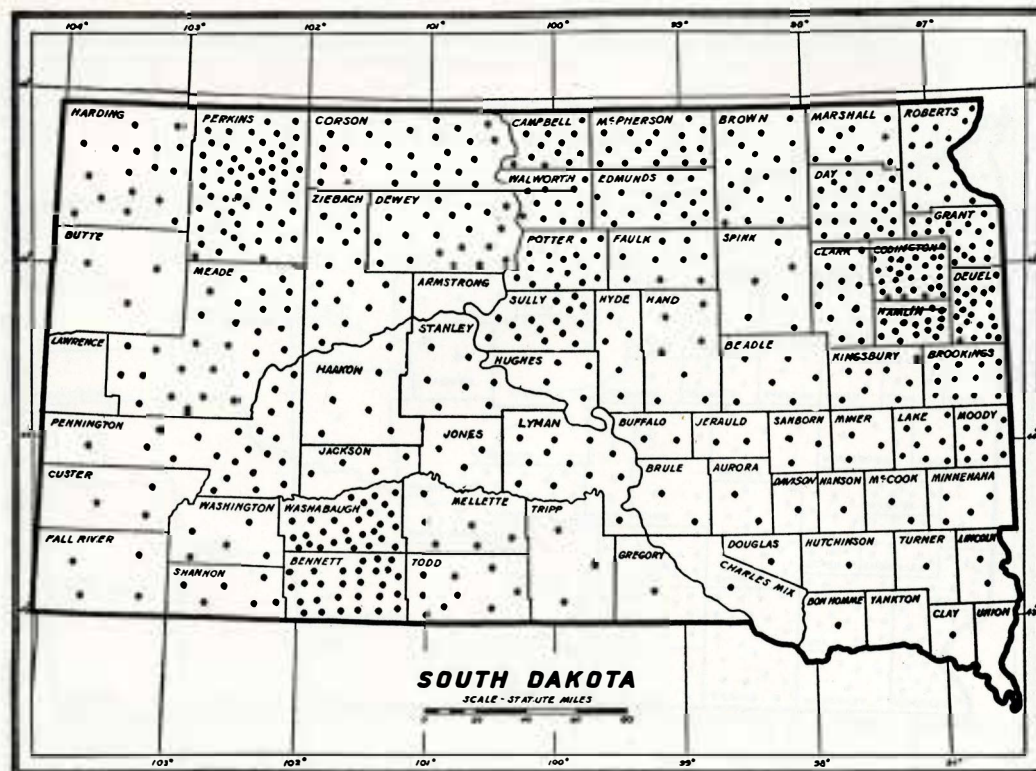 104° 103° 102° 101° 100° 99° 98° 97°
HARDING PERKINS CORSON CAMPBELL McPHERSON BROWN MARSHALL ROBERTS
WALWORTH EDMUNDS DAY
ZIEBACH DEWEY
GRANT
BUTTE POTTER FAULK SPINK CLARK CODINGTON
MEADE ARMSTRONG DEUEL
SULLY HYDE HAND HAMLIN
STANLEY
LAWRENCE HUGHES BEADLE KINGSBURY BROOKINGS
HAAKON
PENNINGTON JONES LYMAN BUFFALO JERAULD SANBORN MINER LAKE MOODY
JACKSON
CUSTER BRULE AURORA DAVISON HANSON McCOOK MINNEHAHA
WASHINGTON WASHABAUGH MELLETTE TRIPP
FALL RIVER DOUGLAS HUTCHINSON TURNER LINCOLN
SHANNON BENNETT TODD GREGORY CHARLES MIX
BON HOMME YANKTON CLAY UNION
SOUTH DAKOTA
SCALE - STATUTE MILES
103° 102° 101° 100° 99° 98°